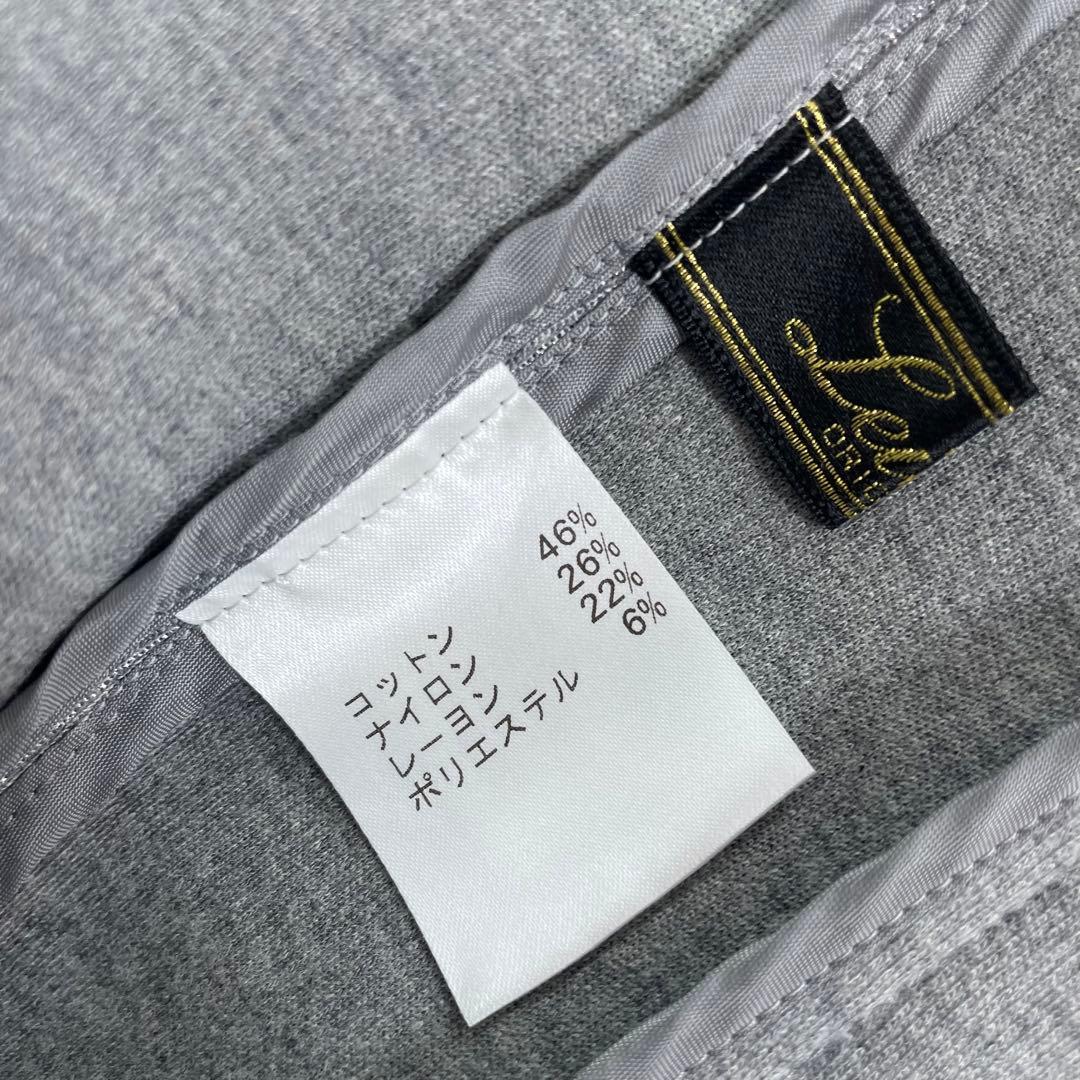 コットン 46%
ナイロン 26%
レーヨン 22%
ポリエステル 6%